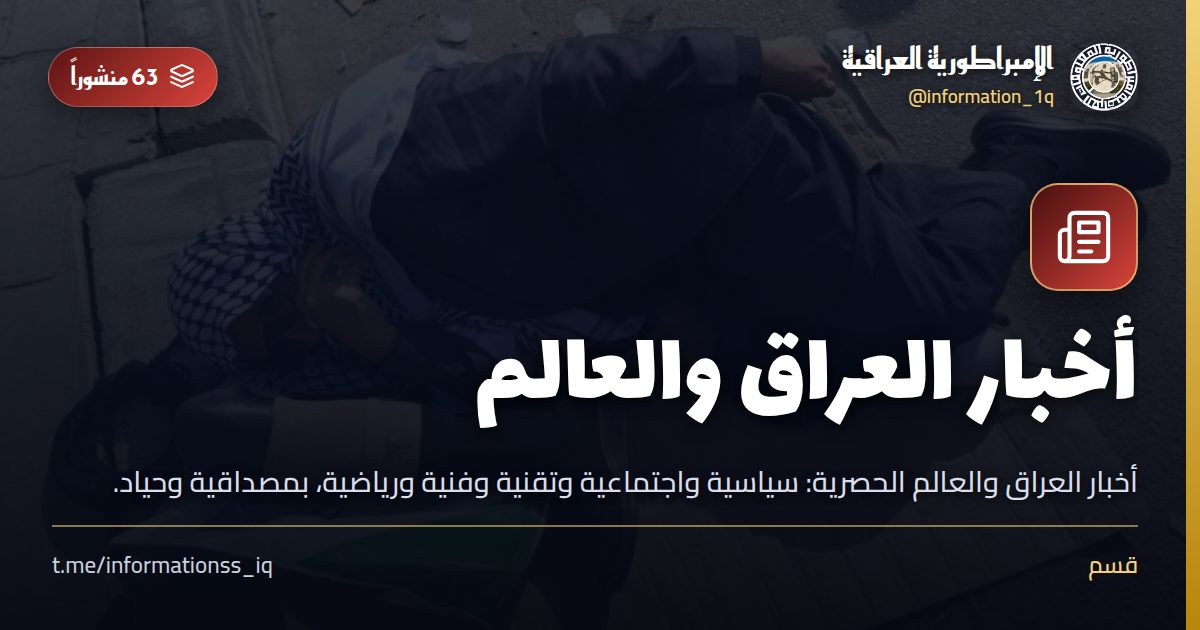 الإمبراطورية العراقية
@information_1q
63 منشوراً
أخبار العراق والعالم
أخبار العراق والعالم الحصرية: سياسية واجتماعية وتقنية وفنية ورياضية، بمصداقية وحياد.
قسم
t.me/informationss_iq